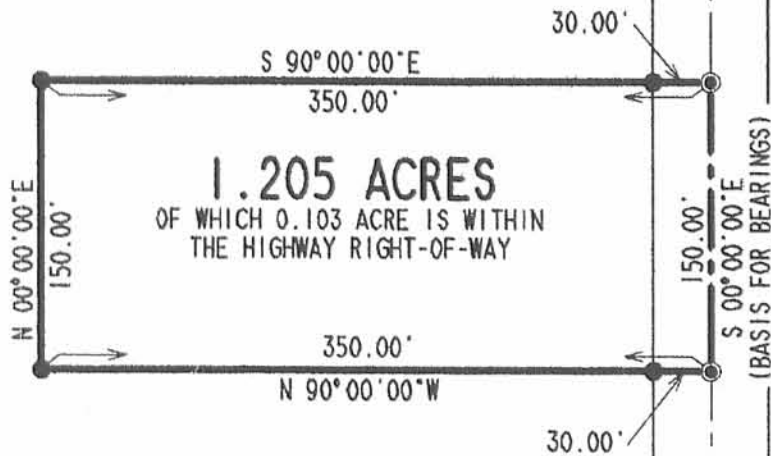 30.00'
S 90°00'00"E
350.00'
1.205 ACRES
OF WHICH 0.103 ACRE IS WITHIN
THE HIGHWAY RIGHT-OF-WAY
N 00°00'00"E
150.00'
150.00'
S 00°00'00"E
(BASIS FOR BEARINGS)
350.00'
N 90°00'00"W
30.00'